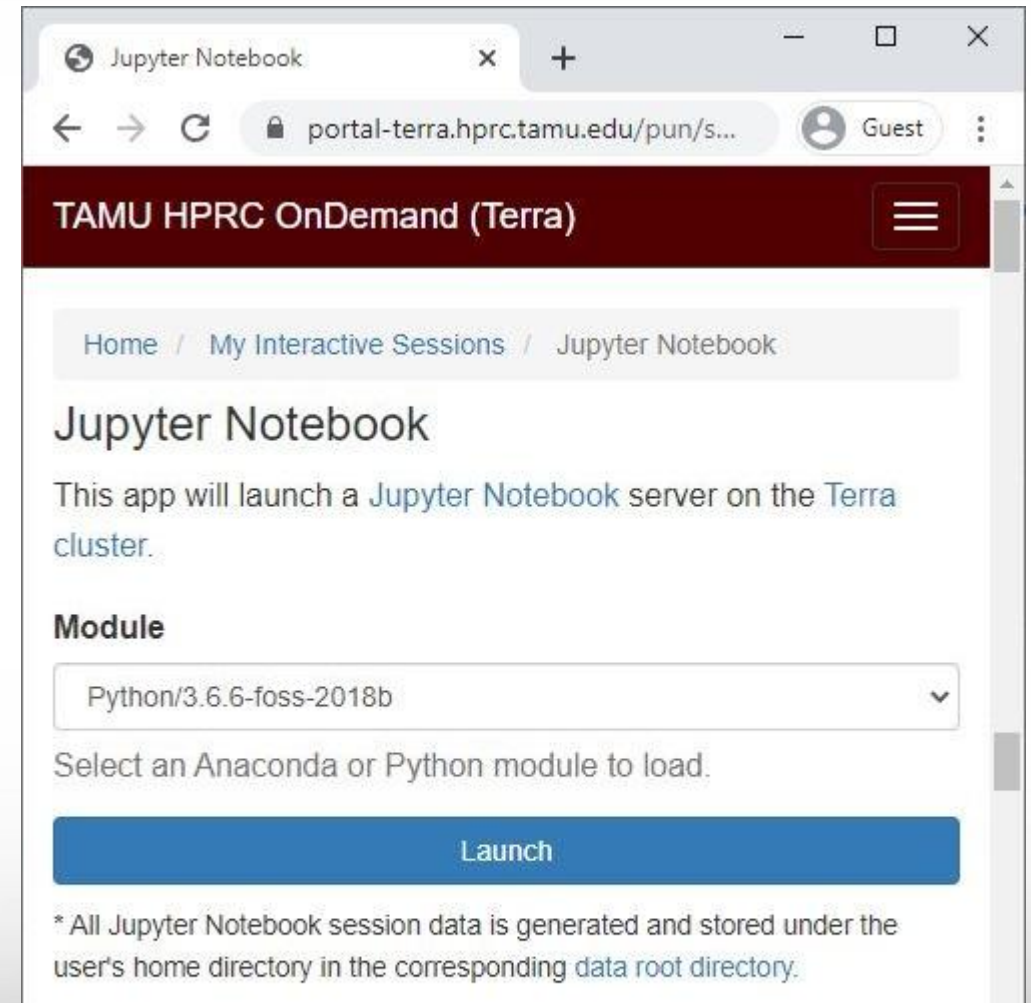 Jupyter Notebook
portal-terra.hprc.tamu.edu/pun/s...
Guest
TAMU HPRC OnDemand (Terra)
Home / My Interactive Sessions / Jupyter Notebook
Jupyter Notebook
This app will launch a Jupyter Notebook server on the Terra
cluster.
Module
Python/3.6.6-foss-2018b
Select an Anaconda or Python module to load.
Launch
* All Jupyter Notebook session data is generated and stored under the
user's home directory in the corresponding data root directory.